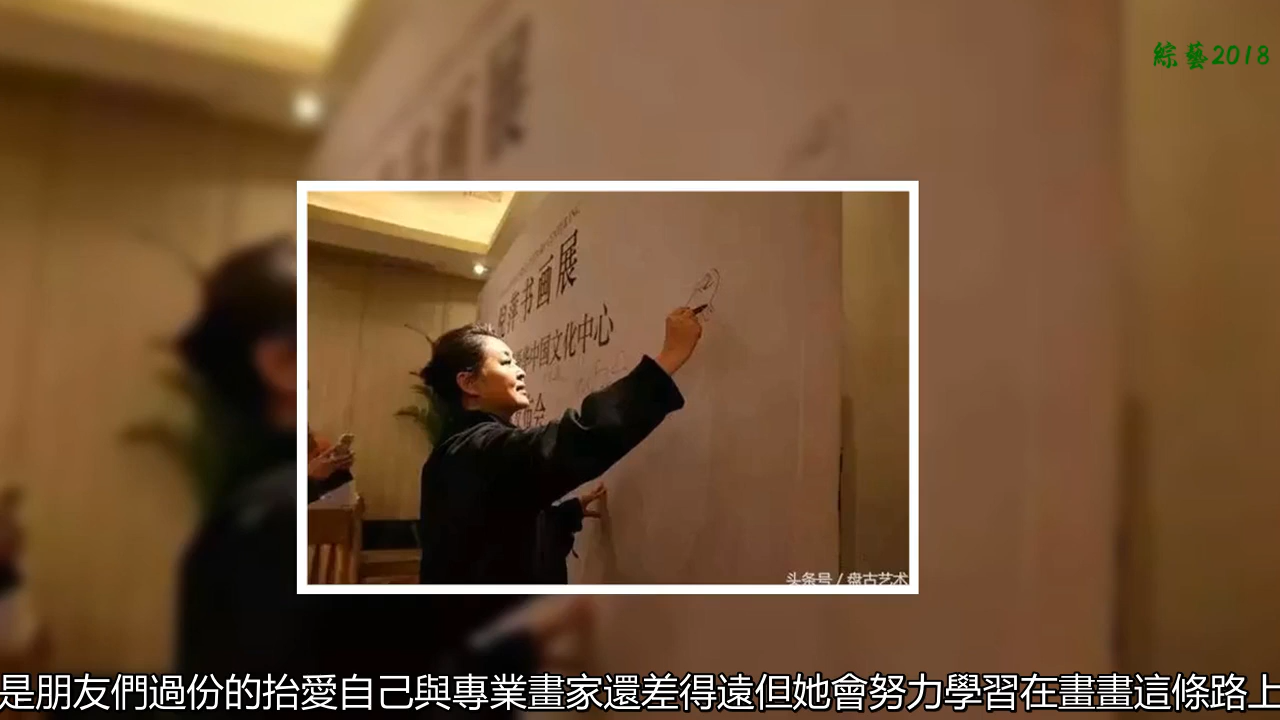 綜藝2018
书画展
中国文化中心
头条号 / 盘古艺术
是朋友們過份的抬愛自己與專業畫家還差得遠但她會努力學習在畫畫這條路上